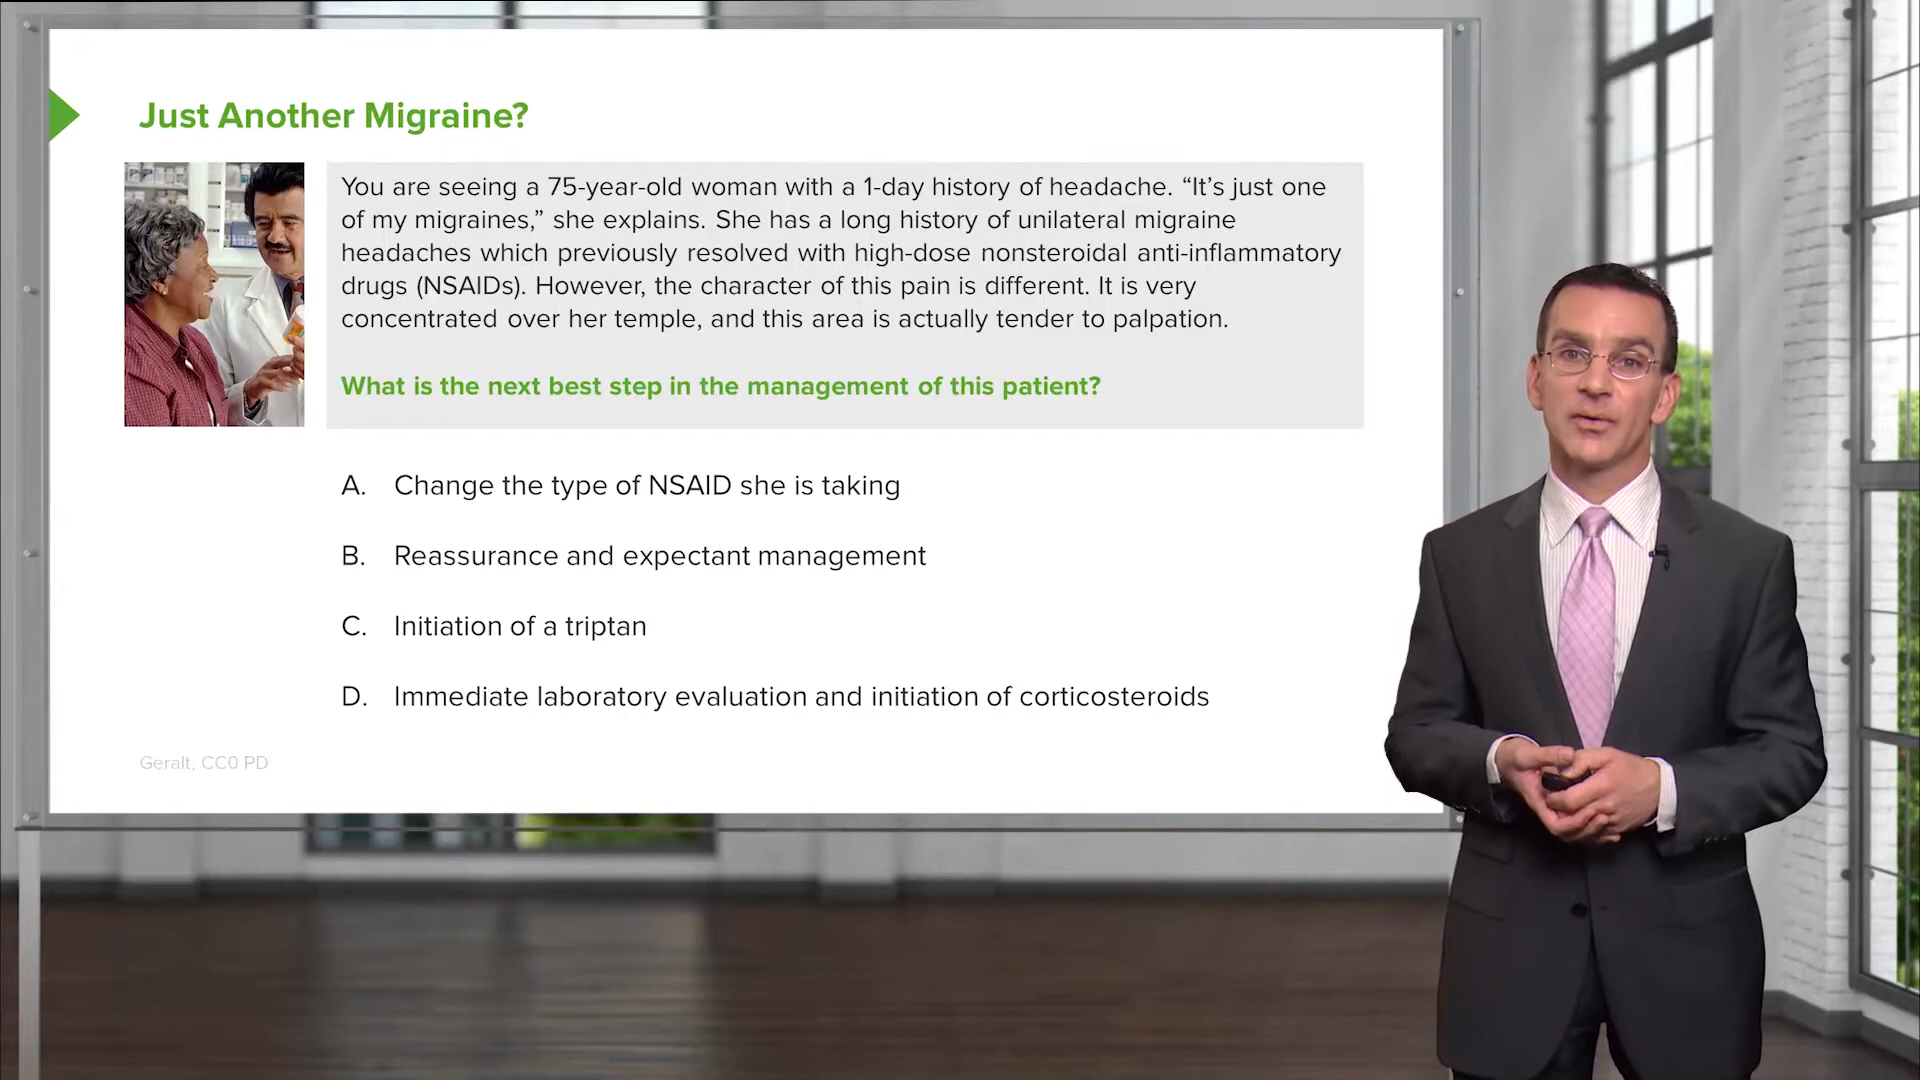 Just Another Migraine?
You are seeing a 75-year-old woman with a 1-day history of headache. “It’s just one
of my migraines,” she explains. She has a long history of unilateral migraine
headaches which previously resolved with high-dose nonsteroidal anti-inflammatory
drugs (NSAIDs). However, the character of this pain is different. It is very
concentrated over her temple, and this area is actually tender to palpation.
What is the next best step in the management of this patient?
A. Change the type of NSAID she is taking
B. Reassurance and expectant management
C. Initiation of a triptan
D. Immediate laboratory evaluation and initiation of corticosteroids
Geralt, CC0 PD